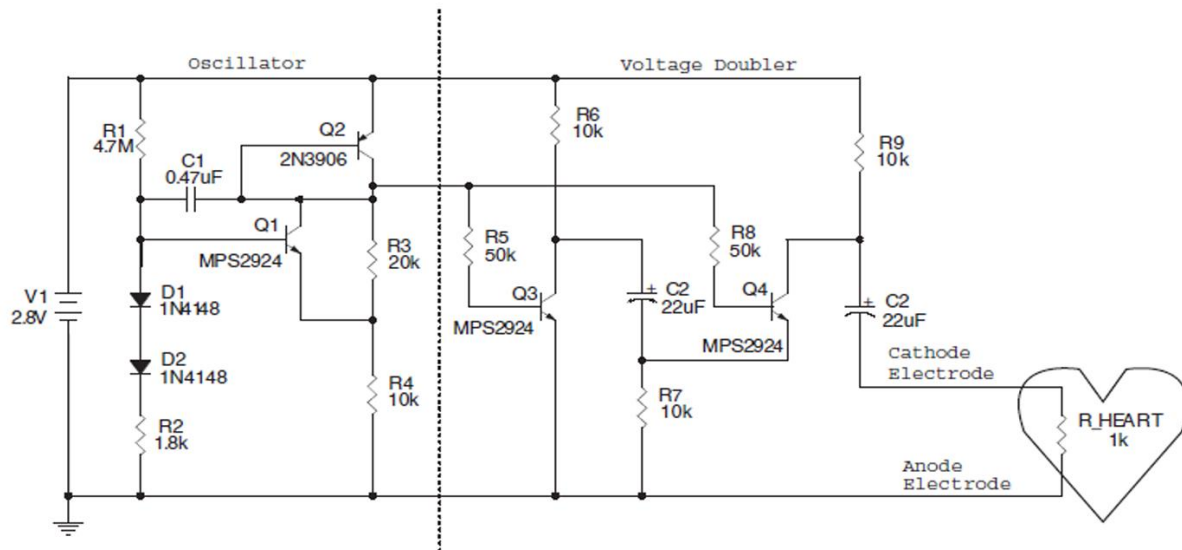 Oscillator
Voltage Doubler
R1
4.7M
C1
0.47uF
Q2
2N3906
R6
10k
R9
10k
Q1
MPS2924
R3
20k
R5
50k
R8
50k
V1
2.8V
D1
1N4148
Q3
MPS2924
+
C2
22uF
Q4
MPS2924
+
C2
22uF
D2
1N4148
R4
10k
R7
10k
Cathode
Electrode
R2
1.8k
R_HEART
1k
Anode
Electrode